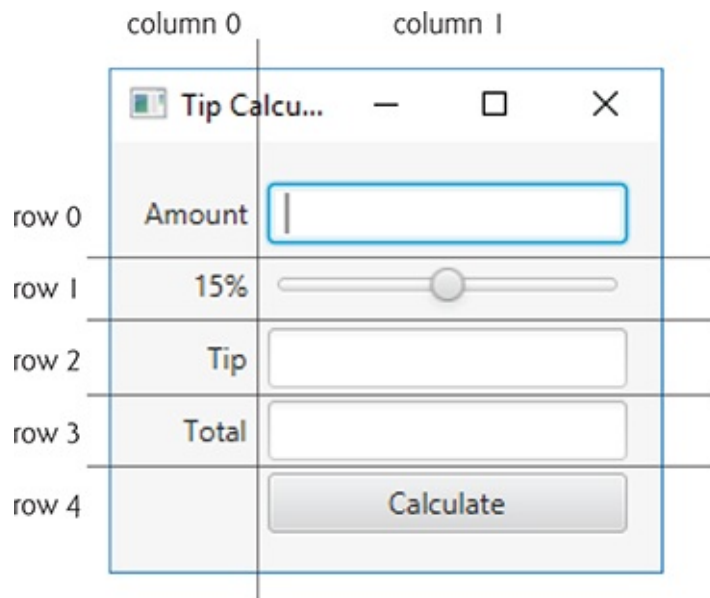 column 0 column 1
Tip Calcu...
row 0 Amount
row 1 15%
row 2 Tip
row 3 Total
row 4 Calculate